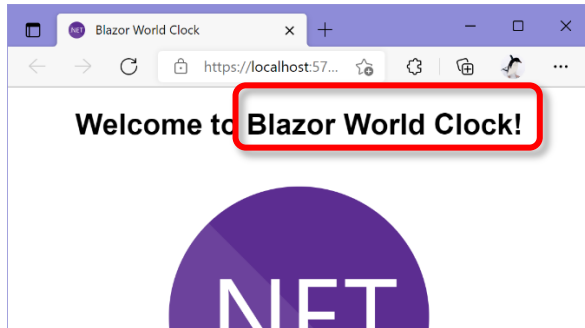 NET
Blazor World Clock
https://localhost:57...
Welcome to Blazor World Clock!
NET